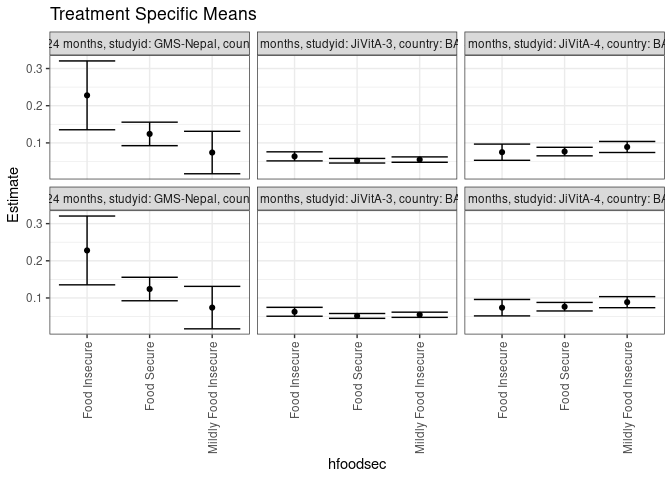 Treatment Specific Means
24 months, studyid: GMS-Nepal, coun
months, studyid: JiVitA-3, country: BA
months, studyid: JiVitA-4, country: BA
0.3
0.2
0.1
24 months, studyid: GMS-Nepal, coun
months, studyid: JiVitA-3, country: BA
months, studyid: JiVitA-4, country: BA
0.3
0.2
0.1
Estimate
Food Insecure
Food Secure
Mildly Food Insecure
Food Insecure
Food Secure
Mildly Food Insecure
Food Insecure
Food Secure
Mildly Food Insecure
hfoodsec